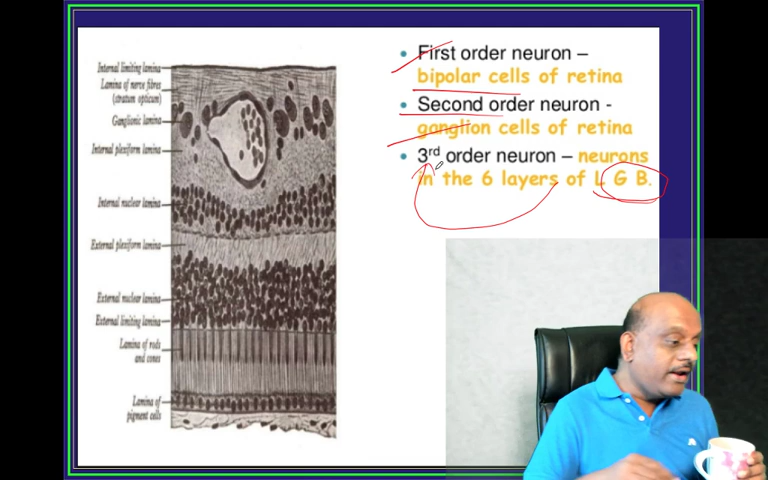 Internal limiting lamina
Lamina of nerve fibres
(stratum opticum)
Ganglionic lamina
Internal plexiform lamina
Internal nuclear lamina
External plexiform lamina
External nuclear lamina
External limiting lamina
Lamina of rods
and cones
Lamina of
pigment cells
• First order neuron –
bipolar cells of retina
• Second order neuron -
ganglion cells of retina
• 3rd order neuron – neurons
in the 6 layers of L G B.